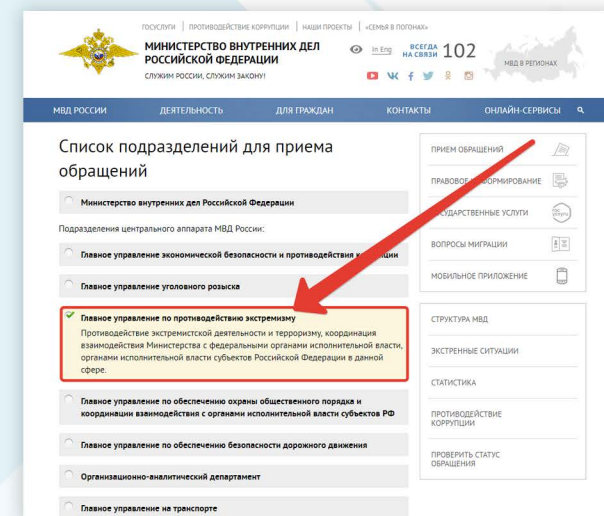 ГОСУСЛУГИ | ПРОТИВОДЕЙСТВИЕ КОРРУПЦИИ | НАШИ ПРОЕКТЫ | «СЕМЬЯ В ПОГОНАХ»
МИНИСТЕРСТВО ВНУТРЕННИХ ДЕЛ
РОССИЙСКОЙ ФЕДЕРАЦИИ
СЛУЖИМ РОССИИ, СЛУЖИМ ЗАКОНУ!
In Eng
ВСЕГДА
НА СВЯЗИ 102
МВД В РЕГИОНАХ
МВД РОССИИ ДЕЯТЕЛЬНОСТЬ ДЛЯ ГРАЖДАН КОНТАКТЫ ОНЛАЙН-СЕРВИСЫ
Список подразделений для приема
обращений
Министерство внутренних дел Российской Федерации
Подразделения центрального аппарата МВД России:
Главное управление экономической безопасности и противодействия
Главное управление уголовного розыска
Главное управление по противодействию экстремизму
Противодействие экстремистской деятельности и терроризму, координация
взаимодействия Министерства с федеральными органами исполнительной власти,
органами исполнительной власти субъектов Российской Федерации в данной
сфере.
Главное управление по обеспечению охраны общественного порядка и
координации взаимодействия с органами исполнительной власти субъектов РФ
Главное управление по обеспечению безопасности дорожного движения
Организационно-аналитический департамент
Главное управление на транспорте
ПРИЕМ ОБРАЩЕНИЙ
ПРАВОВОЕ
УСЛУГИ
ВОПРОСЫ МИГРАЦИИ
МОБИЛЬНОЕ ПРИЛОЖЕНИЕ
СТРУКТУРА МВД
ЭКСТРЕННЫЕ СИТУАЦИИ
СТАТИСТИКА
ПРОТИВОДЕЙСТВИЕ
КОРРУПЦИИ
ПРОВЕРИТЬ СТАТУС
ОБРАЩЕНИЯ